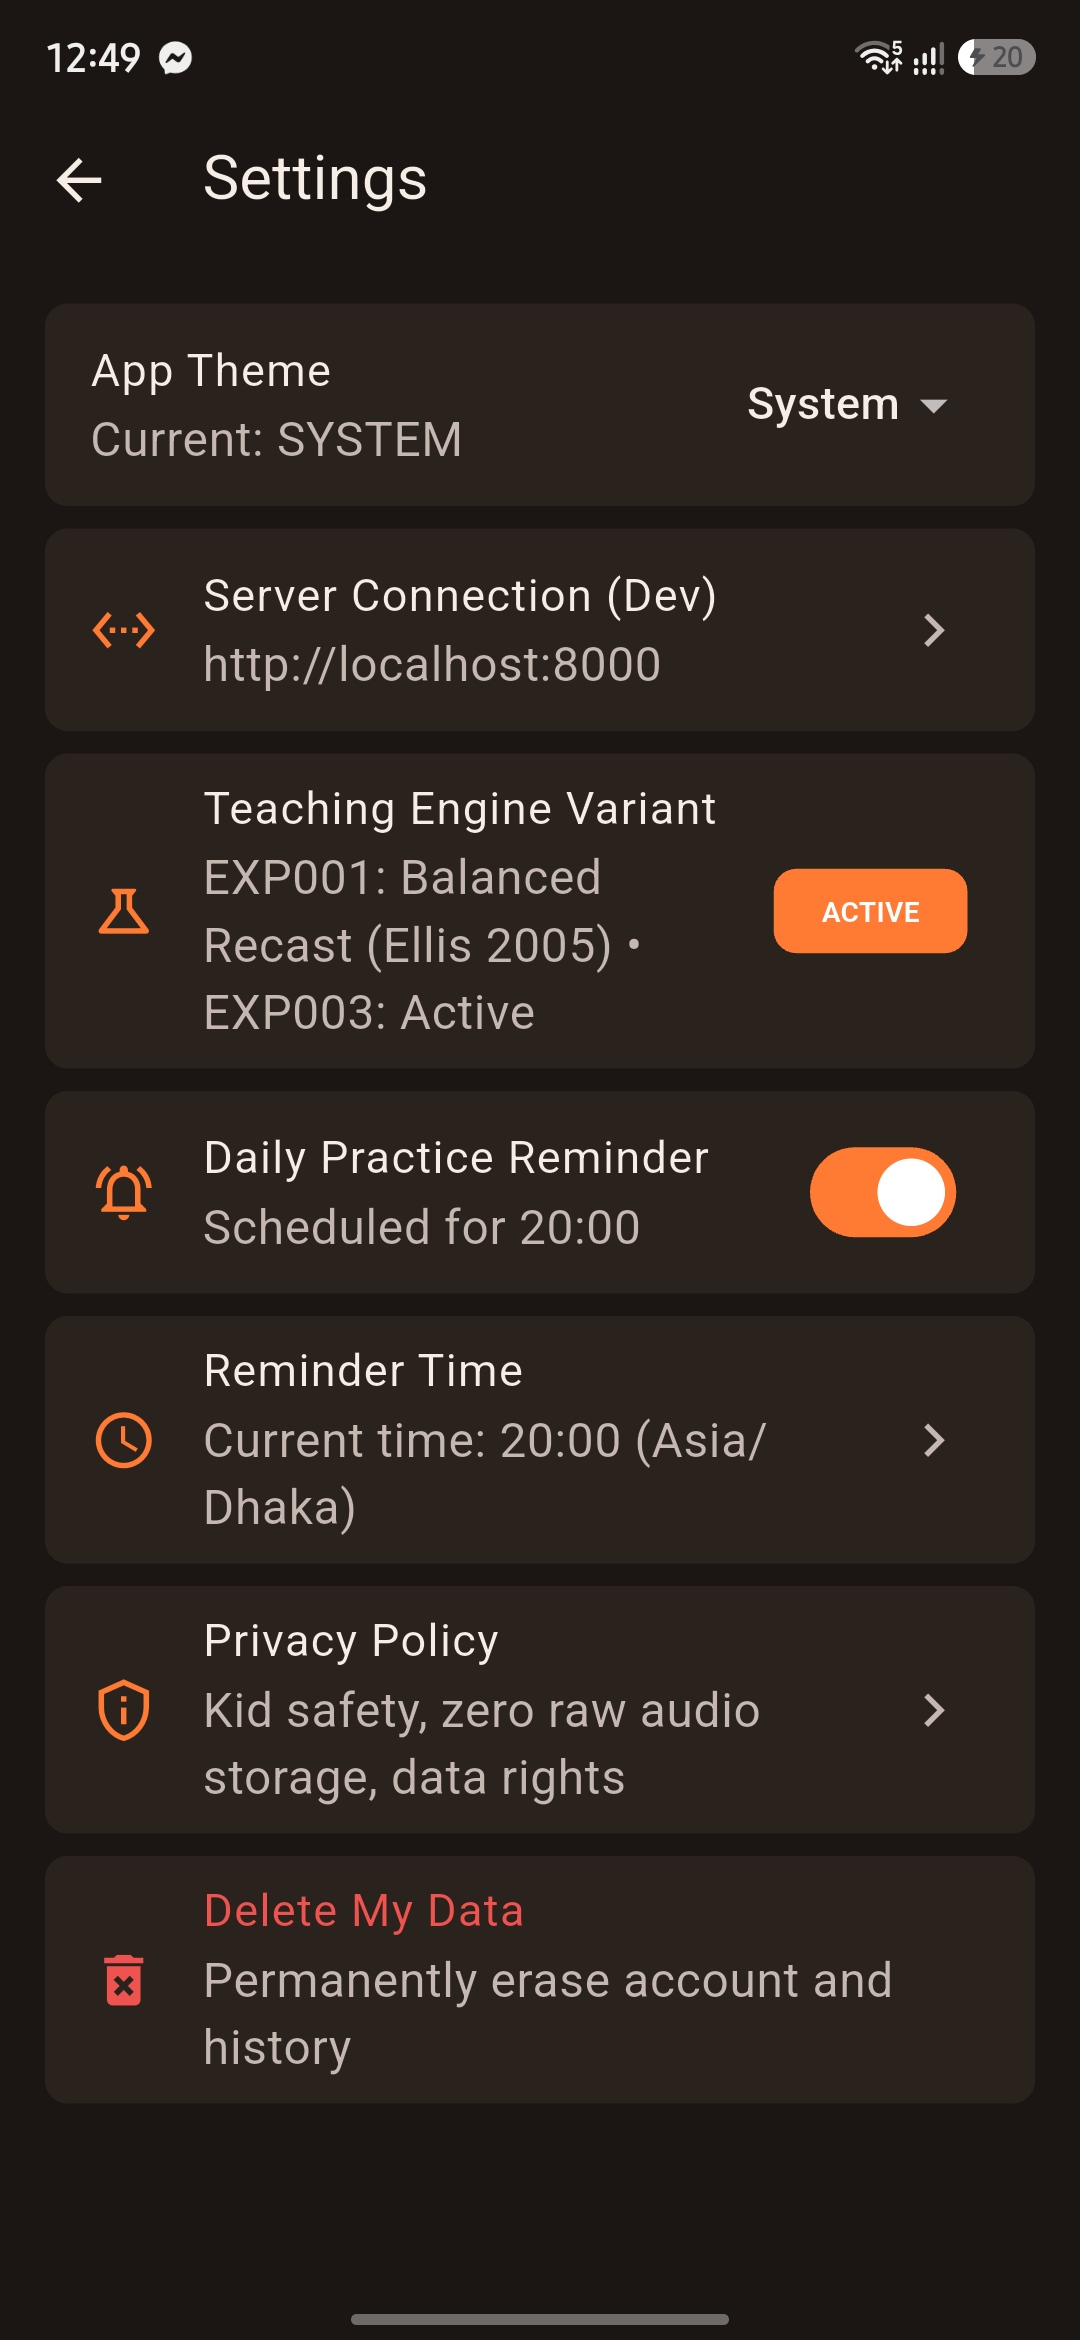 12:49
5
20
Settings
App Theme
Current: SYSTEM
System
Server Connection (Dev)
http://localhost:8000
Teaching Engine Variant
EXP001: Balanced
Recast (Ellis 2005) •
EXP003: Active
ACTIVE
Daily Practice Reminder
Scheduled for 20:00
Reminder Time
Current time: 20:00 (Asia/
Dhaka)
Privacy Policy
Kid safety, zero raw audio
storage, data rights
Delete My Data
Permanently erase account and
history